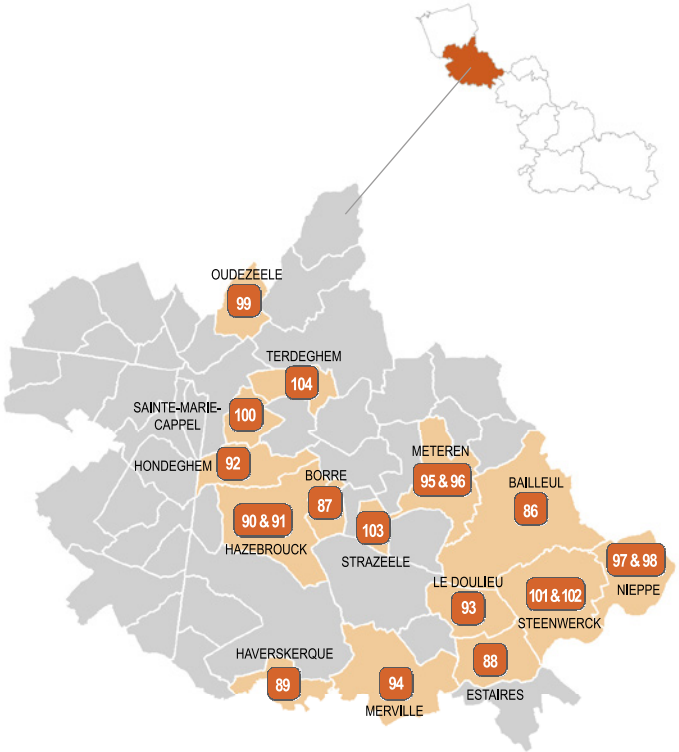 OUDEZEELE
99
TERDEGHEM
104
SAINTE-MARIE-
CAPPEL
100
HONDEGHEM
92
METEREN
95 & 96
BORRE
87
BAILLEUL
86
90 & 91
HAZEBROUCK
103
STRAZEELE
97 & 98
NIEPPE
LE DOULIEU
93
101 & 102
STEENWERCK
HAVERSKERQUE
89
94
MERVILLE
88
ESTAIRES